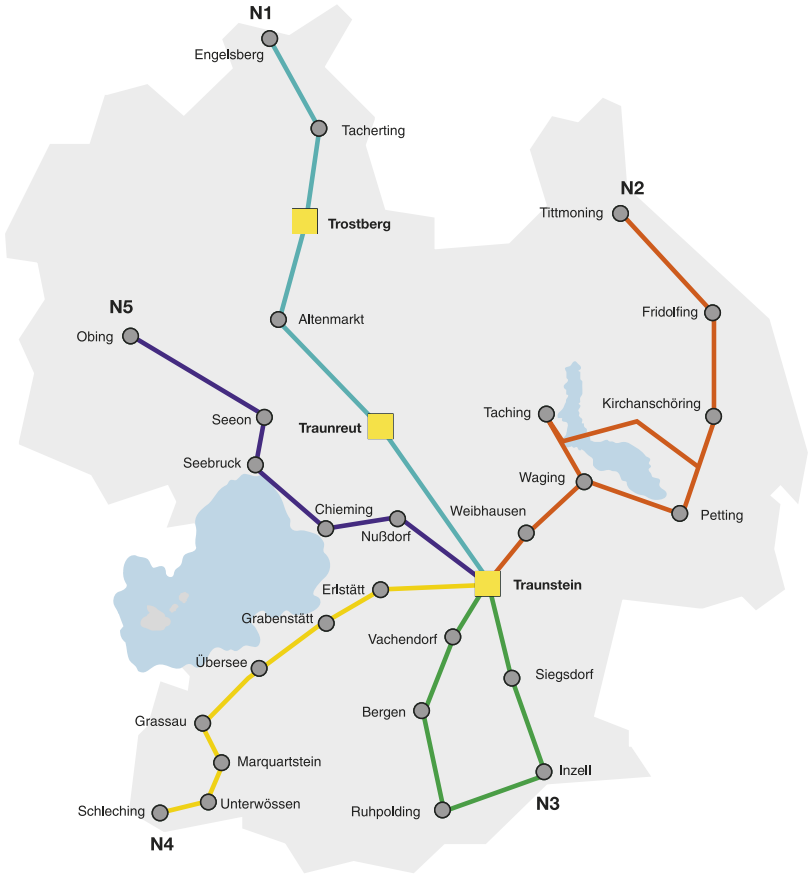 N1
Engelsberg
Tacherting
N2
Tittmoning
Trostberg
N5
Fridolfing
Altenmarkt
Obing
Kirchanschöring
Taching
Seeon
Traunreut
Seebruck
Waging
Chieming
Weibhausen
Petting
Nußdorf
Traunstein
Erlstätt
Grabenstätt
Vachendorf
Übersee
Siegsdorf
Bergen
Grassau
Marquartstein
Inzell
Unterwössen
N3
Ruhpolding
Schleching
N4